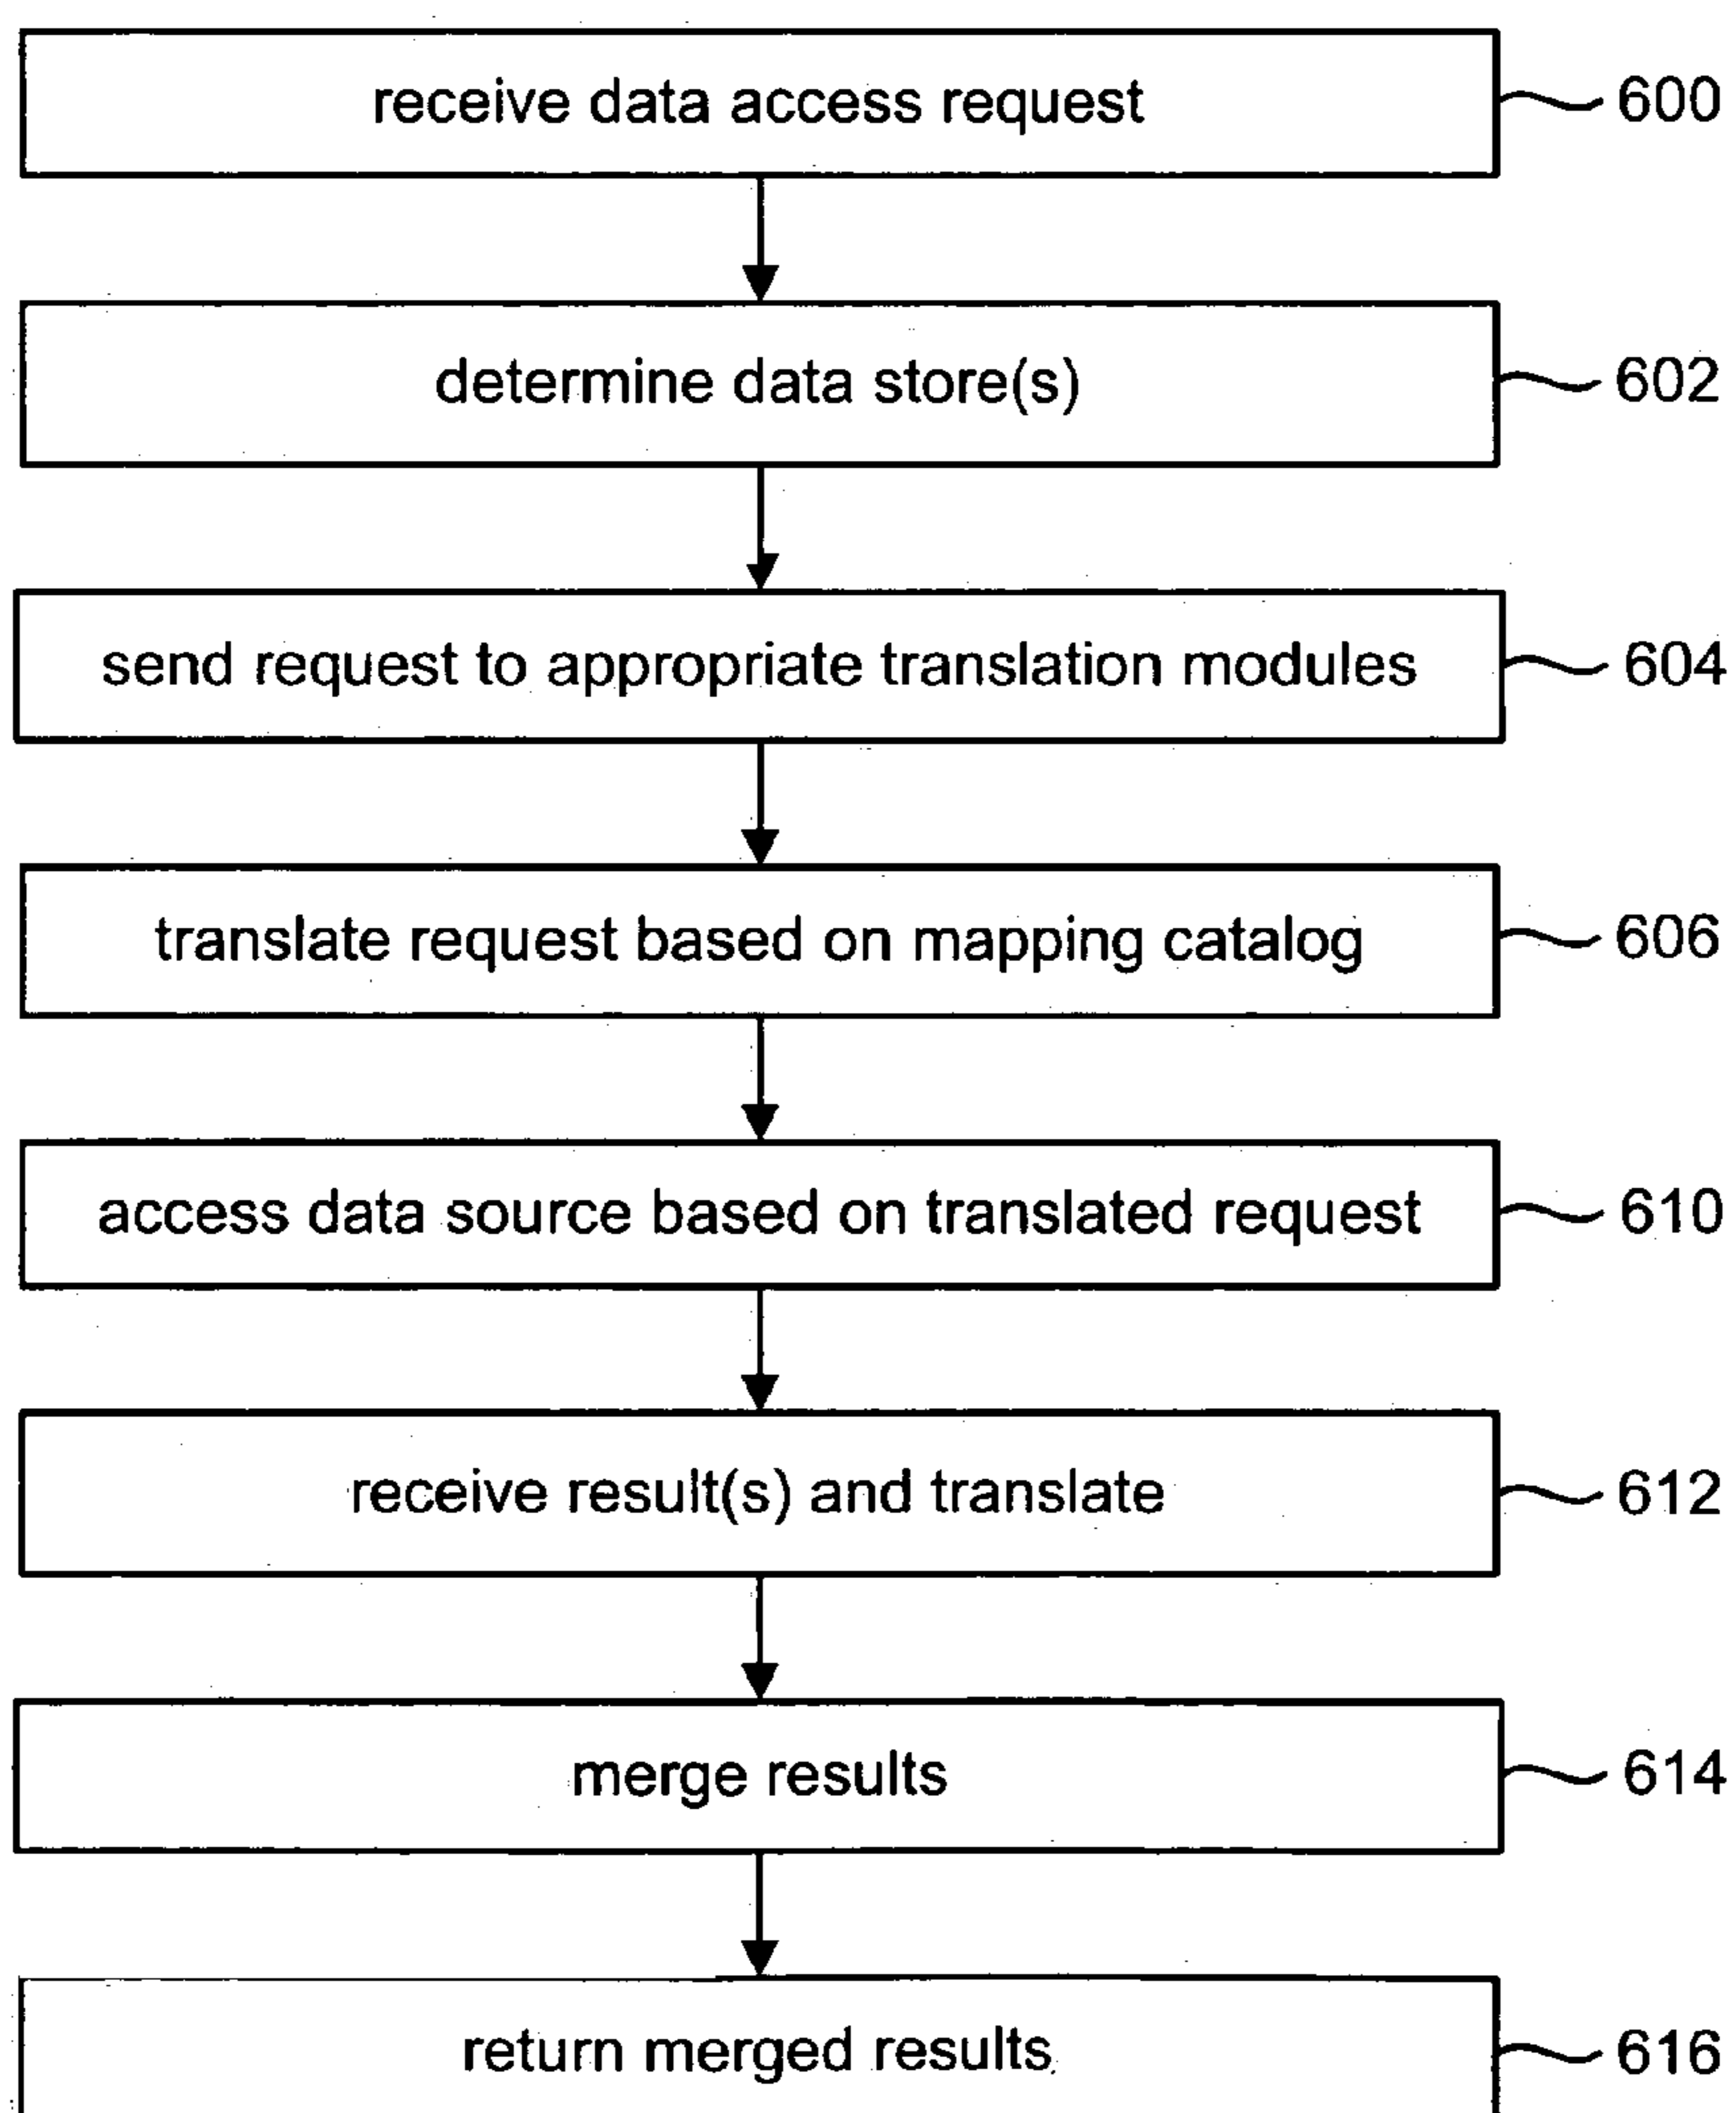 receive data access request 600
determine data store(s) 602
send request to appropriate translation modules 604
translate request based on mapping catalog 606
access data source based on translated request 610
receive result(s) and translate 612
merge results 614
return merged results 616